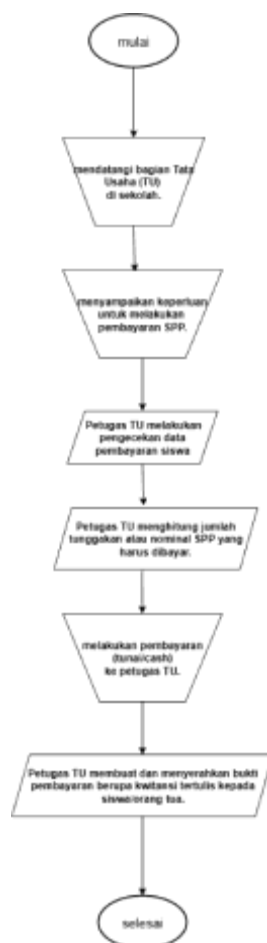 mulai
mendatangi bagian Tata
Usaha (TU)
di sekolah.
menyampaikan keperluan
untuk melakukan
pembayaran SPP.
Petugas TU melakukan
pengecekan data
pembayaran siswa
Petugas TU menghitung jumlah
tunggakan atau nominal SPP yang
harus dibayar.
melakukan pembayaran
(tunai/cash)
ke petugas TU.
Petugas TU membuat dan menyerahkan bukti
pembayaran berupa kwitansi tertulis kepada
siswa/orang tua.
selesai